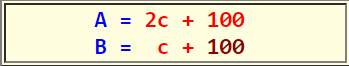 A = 2c + 100
B = c + 100